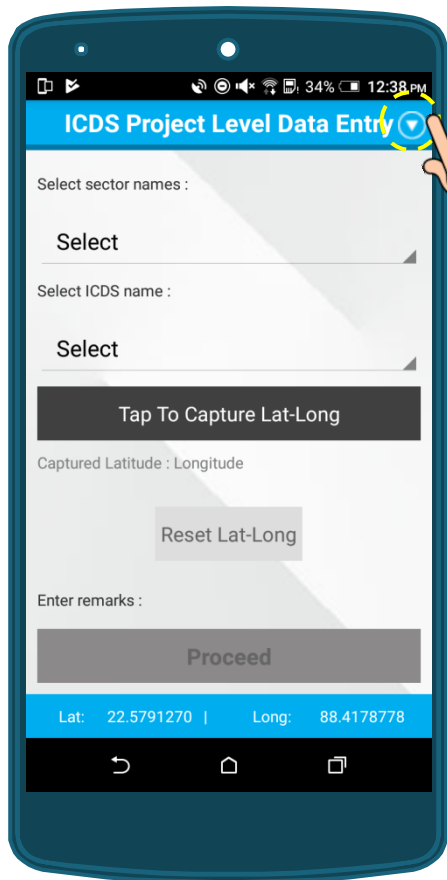 34% 12:38 PM
ICDS Project Level Data Entry
Select sector names :
Select
Select ICDS name :
Select
Tap To Capture Lat-Long
Captured Latitude : Longitude
Reset Lat-Long
Enter remarks :
Proceed
Lat: 22.5791270 | Long: 88.4178778